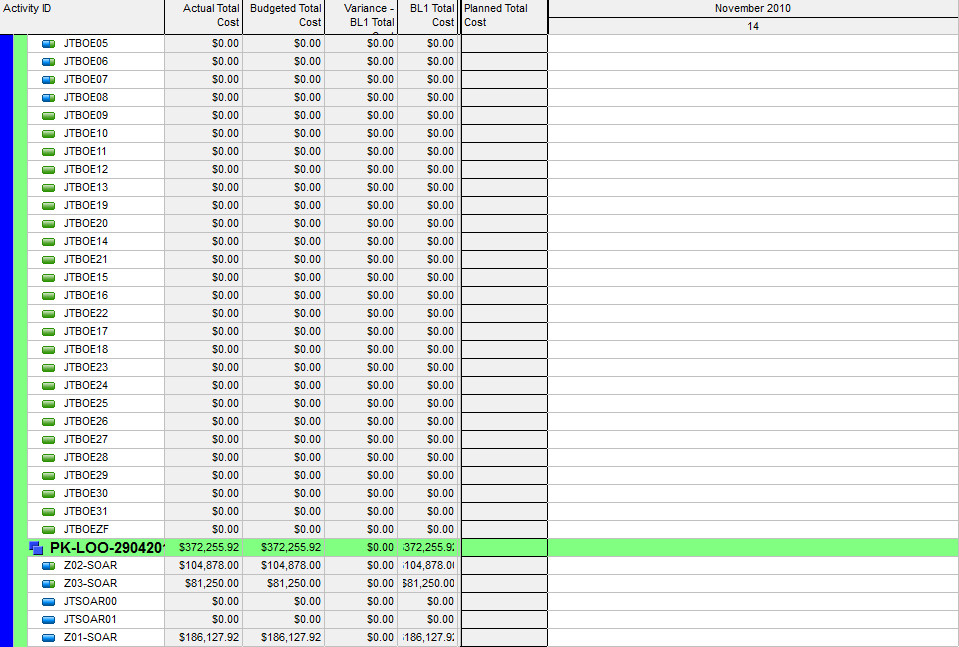 Activity ID Actual Total Cost Budgeted Total Cost Variance - BL1 Total BL1 Total Cost Planned Total Cost November 2010
14
JTBOE05 $0.00 $0.00 $0.00 $0.00
JTBOE06 $0.00 $0.00 $0.00 $0.00
JTBOE07 $0.00 $0.00 $0.00 $0.00
JTBOE08 $0.00 $0.00 $0.00 $0.00
JTBOE09 $0.00 $0.00 $0.00 $0.00
JTBOE10 $0.00 $0.00 $0.00 $0.00
JTBOE11 $0.00 $0.00 $0.00 $0.00
JTBOE12 $0.00 $0.00 $0.00 $0.00
JTBOE13 $0.00 $0.00 $0.00 $0.00
JTBOE19 $0.00 $0.00 $0.00 $0.00
JTBOE20 $0.00 $0.00 $0.00 $0.00
JTBOE14 $0.00 $0.00 $0.00 $0.00
JTBOE21 $0.00 $0.00 $0.00 $0.00
JTBOE15 $0.00 $0.00 $0.00 $0.00
JTBOE16 $0.00 $0.00 $0.00 $0.00
JTBOE22 $0.00 $0.00 $0.00 $0.00
JTBOE17 $0.00 $0.00 $0.00 $0.00
JTBOE18 $0.00 $0.00 $0.00 $0.00
JTBOE23 $0.00 $0.00 $0.00 $0.00
JTBOE24 $0.00 $0.00 $0.00 $0.00
JTBOE25 $0.00 $0.00 $0.00 $0.00
JTBOE26 $0.00 $0.00 $0.00 $0.00
JTBOE27 $0.00 $0.00 $0.00 $0.00
JTBOE28 $0.00 $0.00 $0.00 $0.00
JTBOE29 $0.00 $0.00 $0.00 $0.00
JTBOE30 $0.00 $0.00 $0.00 $0.00
JTBOE31 $0.00 $0.00 $0.00 $0.00
JTBOEZF $0.00 $0.00 $0.00 $0.00
PK-LOO-290420 $372,255.92 $372,255.92 $0.00 372,255.92
Z02-SOAR $104,878.00 $104,878.00 $0.00 104,878.00
Z03-SOAR $81,250.00 $81,250.00 $0.00 $81,250.00
JTSOAR00 $0.00 $0.00 $0.00 $0.00
JTSOAR01 $0.00 $0.00 $0.00 $0.00
Z01-SOAR $186,127.92 $186,127.92 $0.00 186,127.92